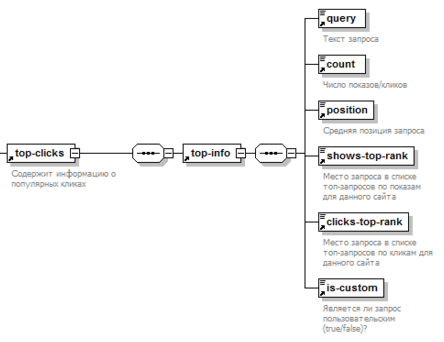 query
Текст запроса
count
Число показов/кликов
position
Средняя позиция запроса
top-clicks
Содержит информацию о
популярных кликах
top-info
shows-top-rank
Место запроса в списке
топ-запросов по показам
для данного сайта
clicks-top-rank
Место запроса в списке
топ-запросов по кликам для
данного сайта
is-custom
Является ли запрос
пользовательским
(true/false)?